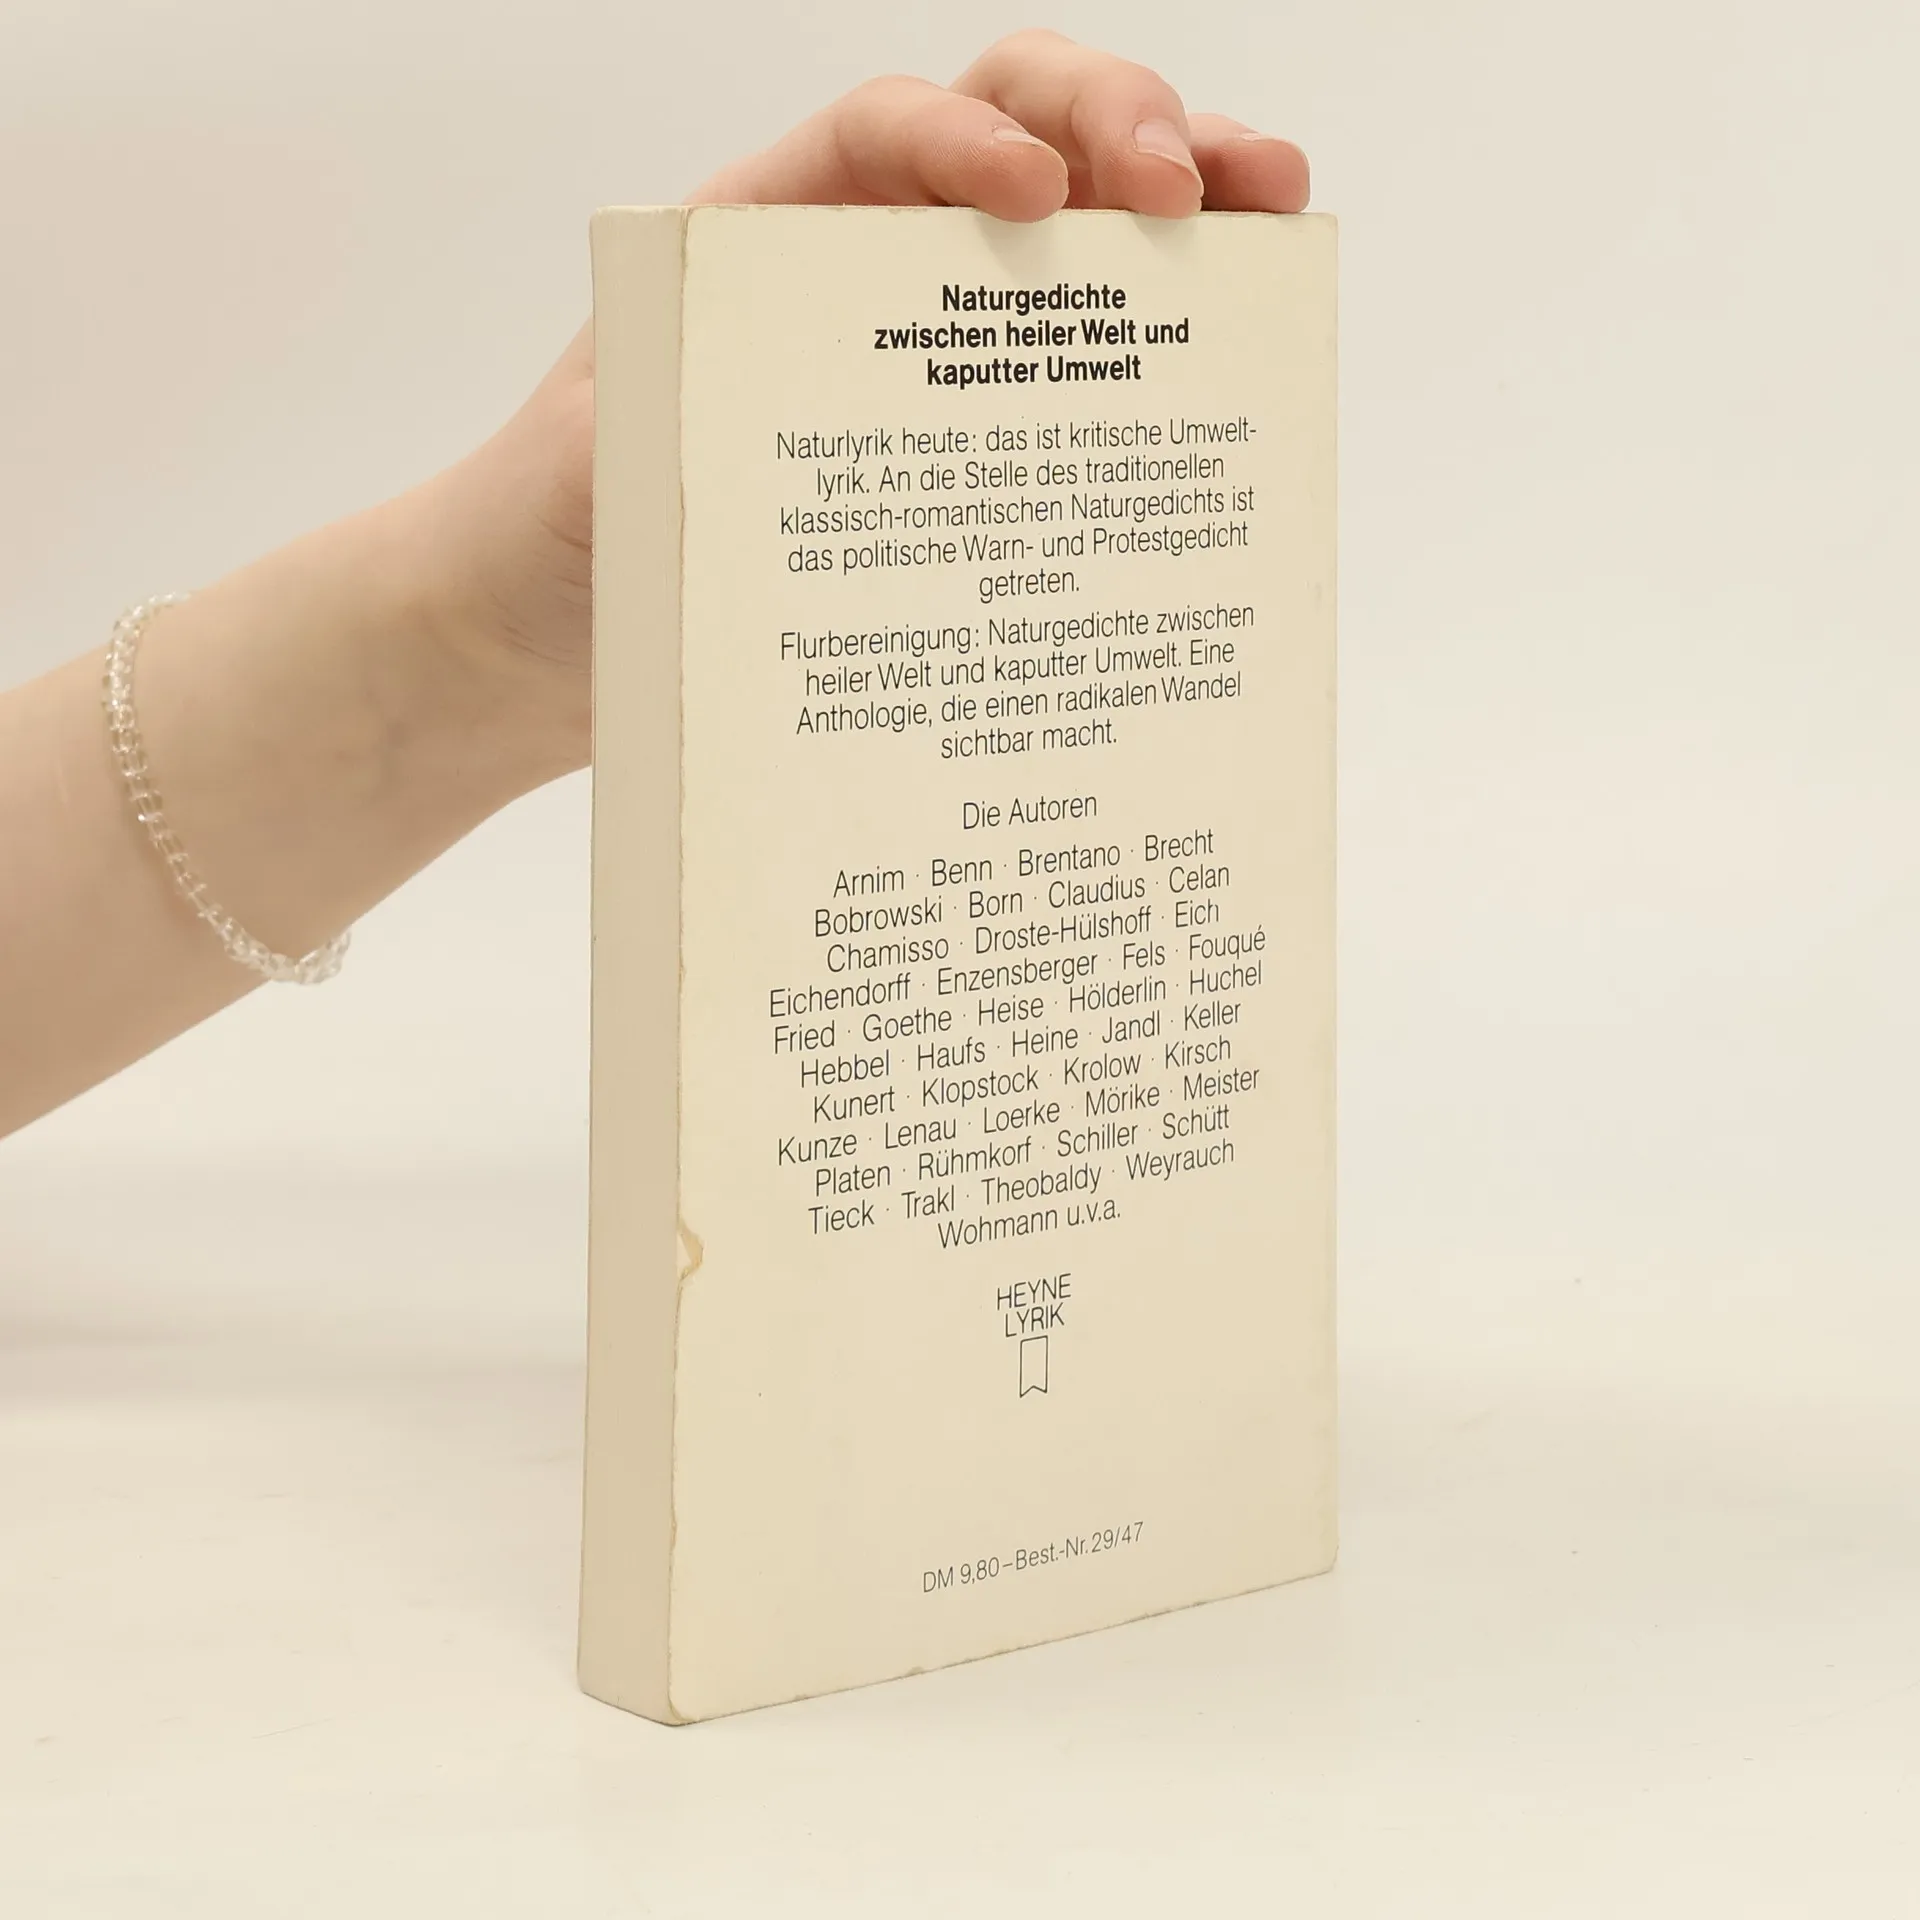 Naturgedichte
zwischen heiler Welt und
kaputter Umwelt
Naturlyrik heute: das ist kritische Umwelt-
lyrik. An die Stelle des traditionellen
klassisch-romantischen Naturgedichts ist
das politische Warn- und Protestgedicht
getreten.
Flurbereinigung: Naturgedichte zwischen
heiler Welt und kaputter Umwelt. Eine
Anthologie, die einen radikalen Wandel
sichtbar macht.
Die Autoren
Arnim · Benn · Brentano · Brecht
Bobrowski · Born · Claudius · Celan
Chamisso · Droste-Hülshoff · Eich
Eichendorff · Enzensberger · Fels · Fouqué
Fried · Goethe · Heise · Hölderlin · Huchel
Hebbel · Haufs · Heine · Jandl · Keller
Kunert · Klopstock · Krolow · Kirsch
Kunze · Lenau · Loerke · Mörike · Meister
Platen · Rühmkorf · Schiller · Schütt
Tieck · Trakl · Theobaldy · Weyrauch
Wohmann u.v.a.
HEYNE
LYRIK
DM 9,80–Best.-Nr. 29/47